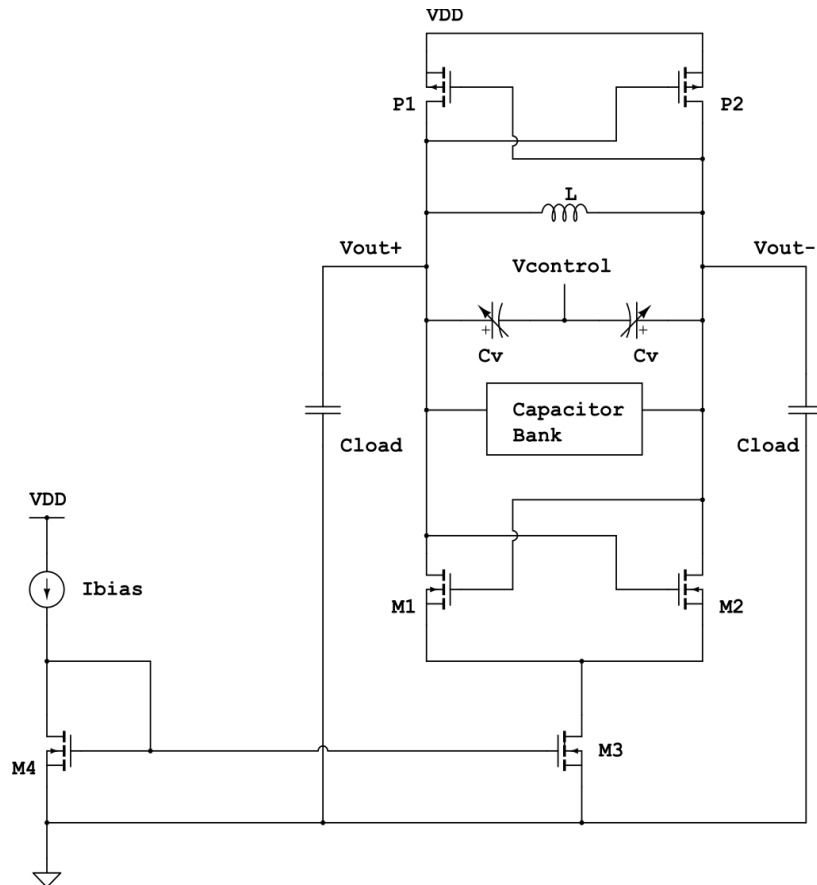 VDD
P1
P2
L
Vout+
Vout-
Vcontrol
+
+
Cv
Cv
Capacitor
Bank
Cload
Cload
VDD
Ibias
M1
M2
M4
M3